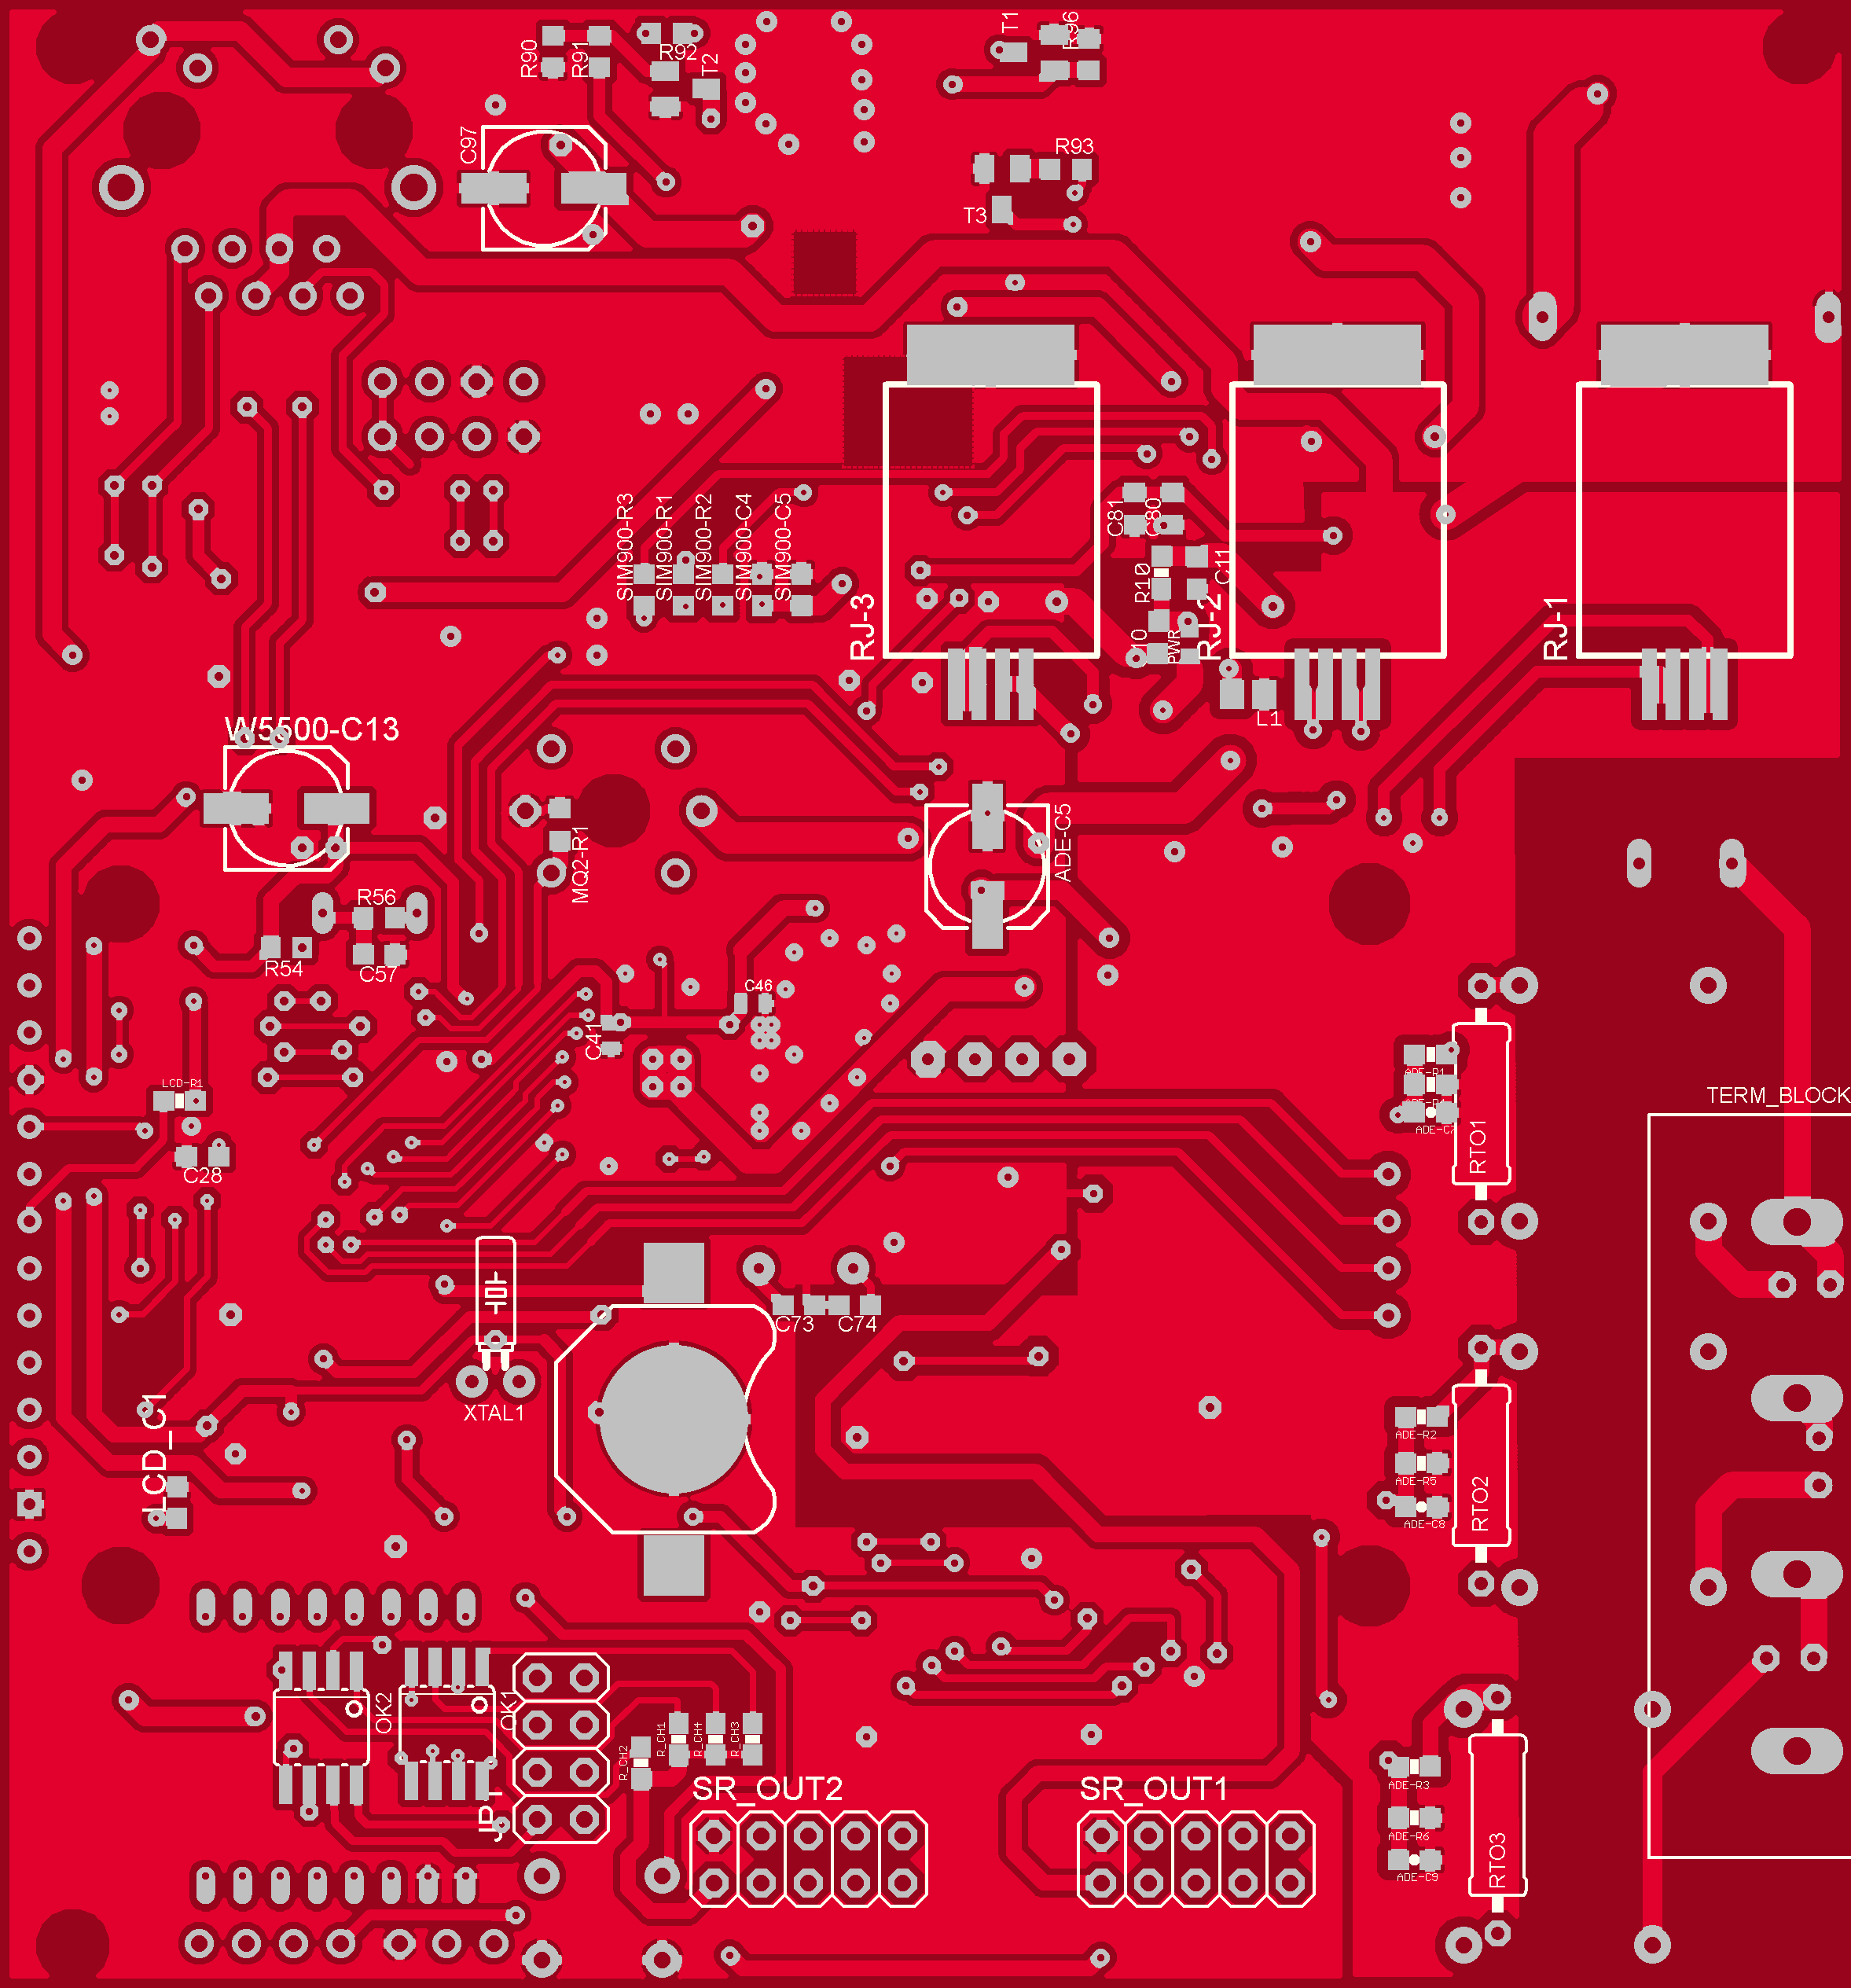 T1
R96
R90
R91
R92
T2
C97
R93
T3
SIM900-R3
SIM900-R1
SIM900-R2
SIM900-C4
SIM900-C5
C81
C80
R10
C11
RJ-3
PWR
RJ-2
RJ-1
L1
W5500-C13
MQ2-R1
ADE-C5
R56
R54
C57
C46
C41
LCD-R1
C28
ADE-R1
ADE-R4
ADE-C7
RTO1
TERM_BLOCK
C73
C74
XTAL1
LCD_C1
ADE-R2
ADE-R5
ADE-C8
RTO2
OK2
OK1
R_CH2
R_CH1
R_CH4
R_CH3
JP1
SR_OUT2
SR_OUT1
ADE-R3
ADE-R6
ADE-C9
RTO3